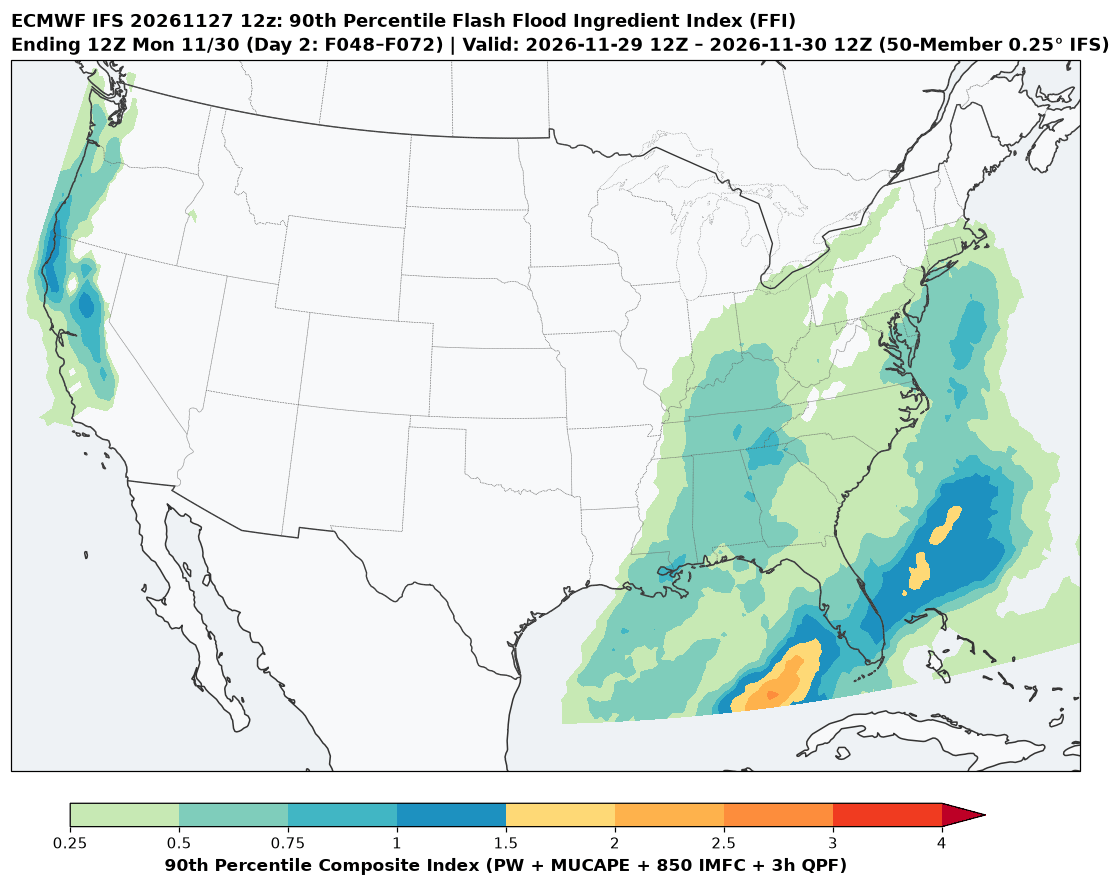 ECMWF IFS 20261127 12z: 90th Percentile Flash Flood Ingredient Index (FFI)
Ending 12Z Mon 11/30 (Day 2: F048–F072) | Valid: 2026-11-29 12Z – 2026-11-30 12Z (50-Member 0.25° IFS)
0.25 0.5 0.75 1 1.5 2 2.5 3 4
90th Percentile Composite Index (PW + MUCAPE + 850 IMFC + 3h QPF)